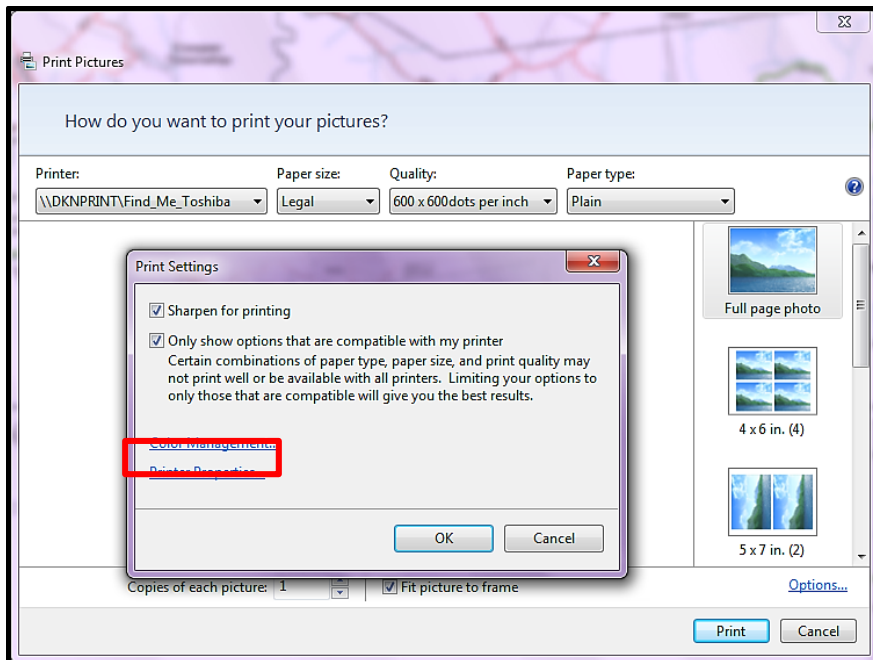 Print Pictures
How do you want to print your pictures?
Printer:
Paper size:
Quality:
Paper type:
\\DKNPRINT\Find_Me_Toshiba
Legal
600 x 600dots per inch
Plain
Print Settings
Sharpen for printing
Only show options that are compatible with my printer
Certain combinations of paper type, paper size, and print quality may
not print well or be available with all printers. Limiting your options to
only those that are compatible will give you the best results.
Color Management...
Printer Properties...
OK
Cancel
Full page photo
4 x 6 in. (4)
5 x 7 in. (2)
Copies of each picture: 1
Fit picture to frame
Options...
Print
Cancel